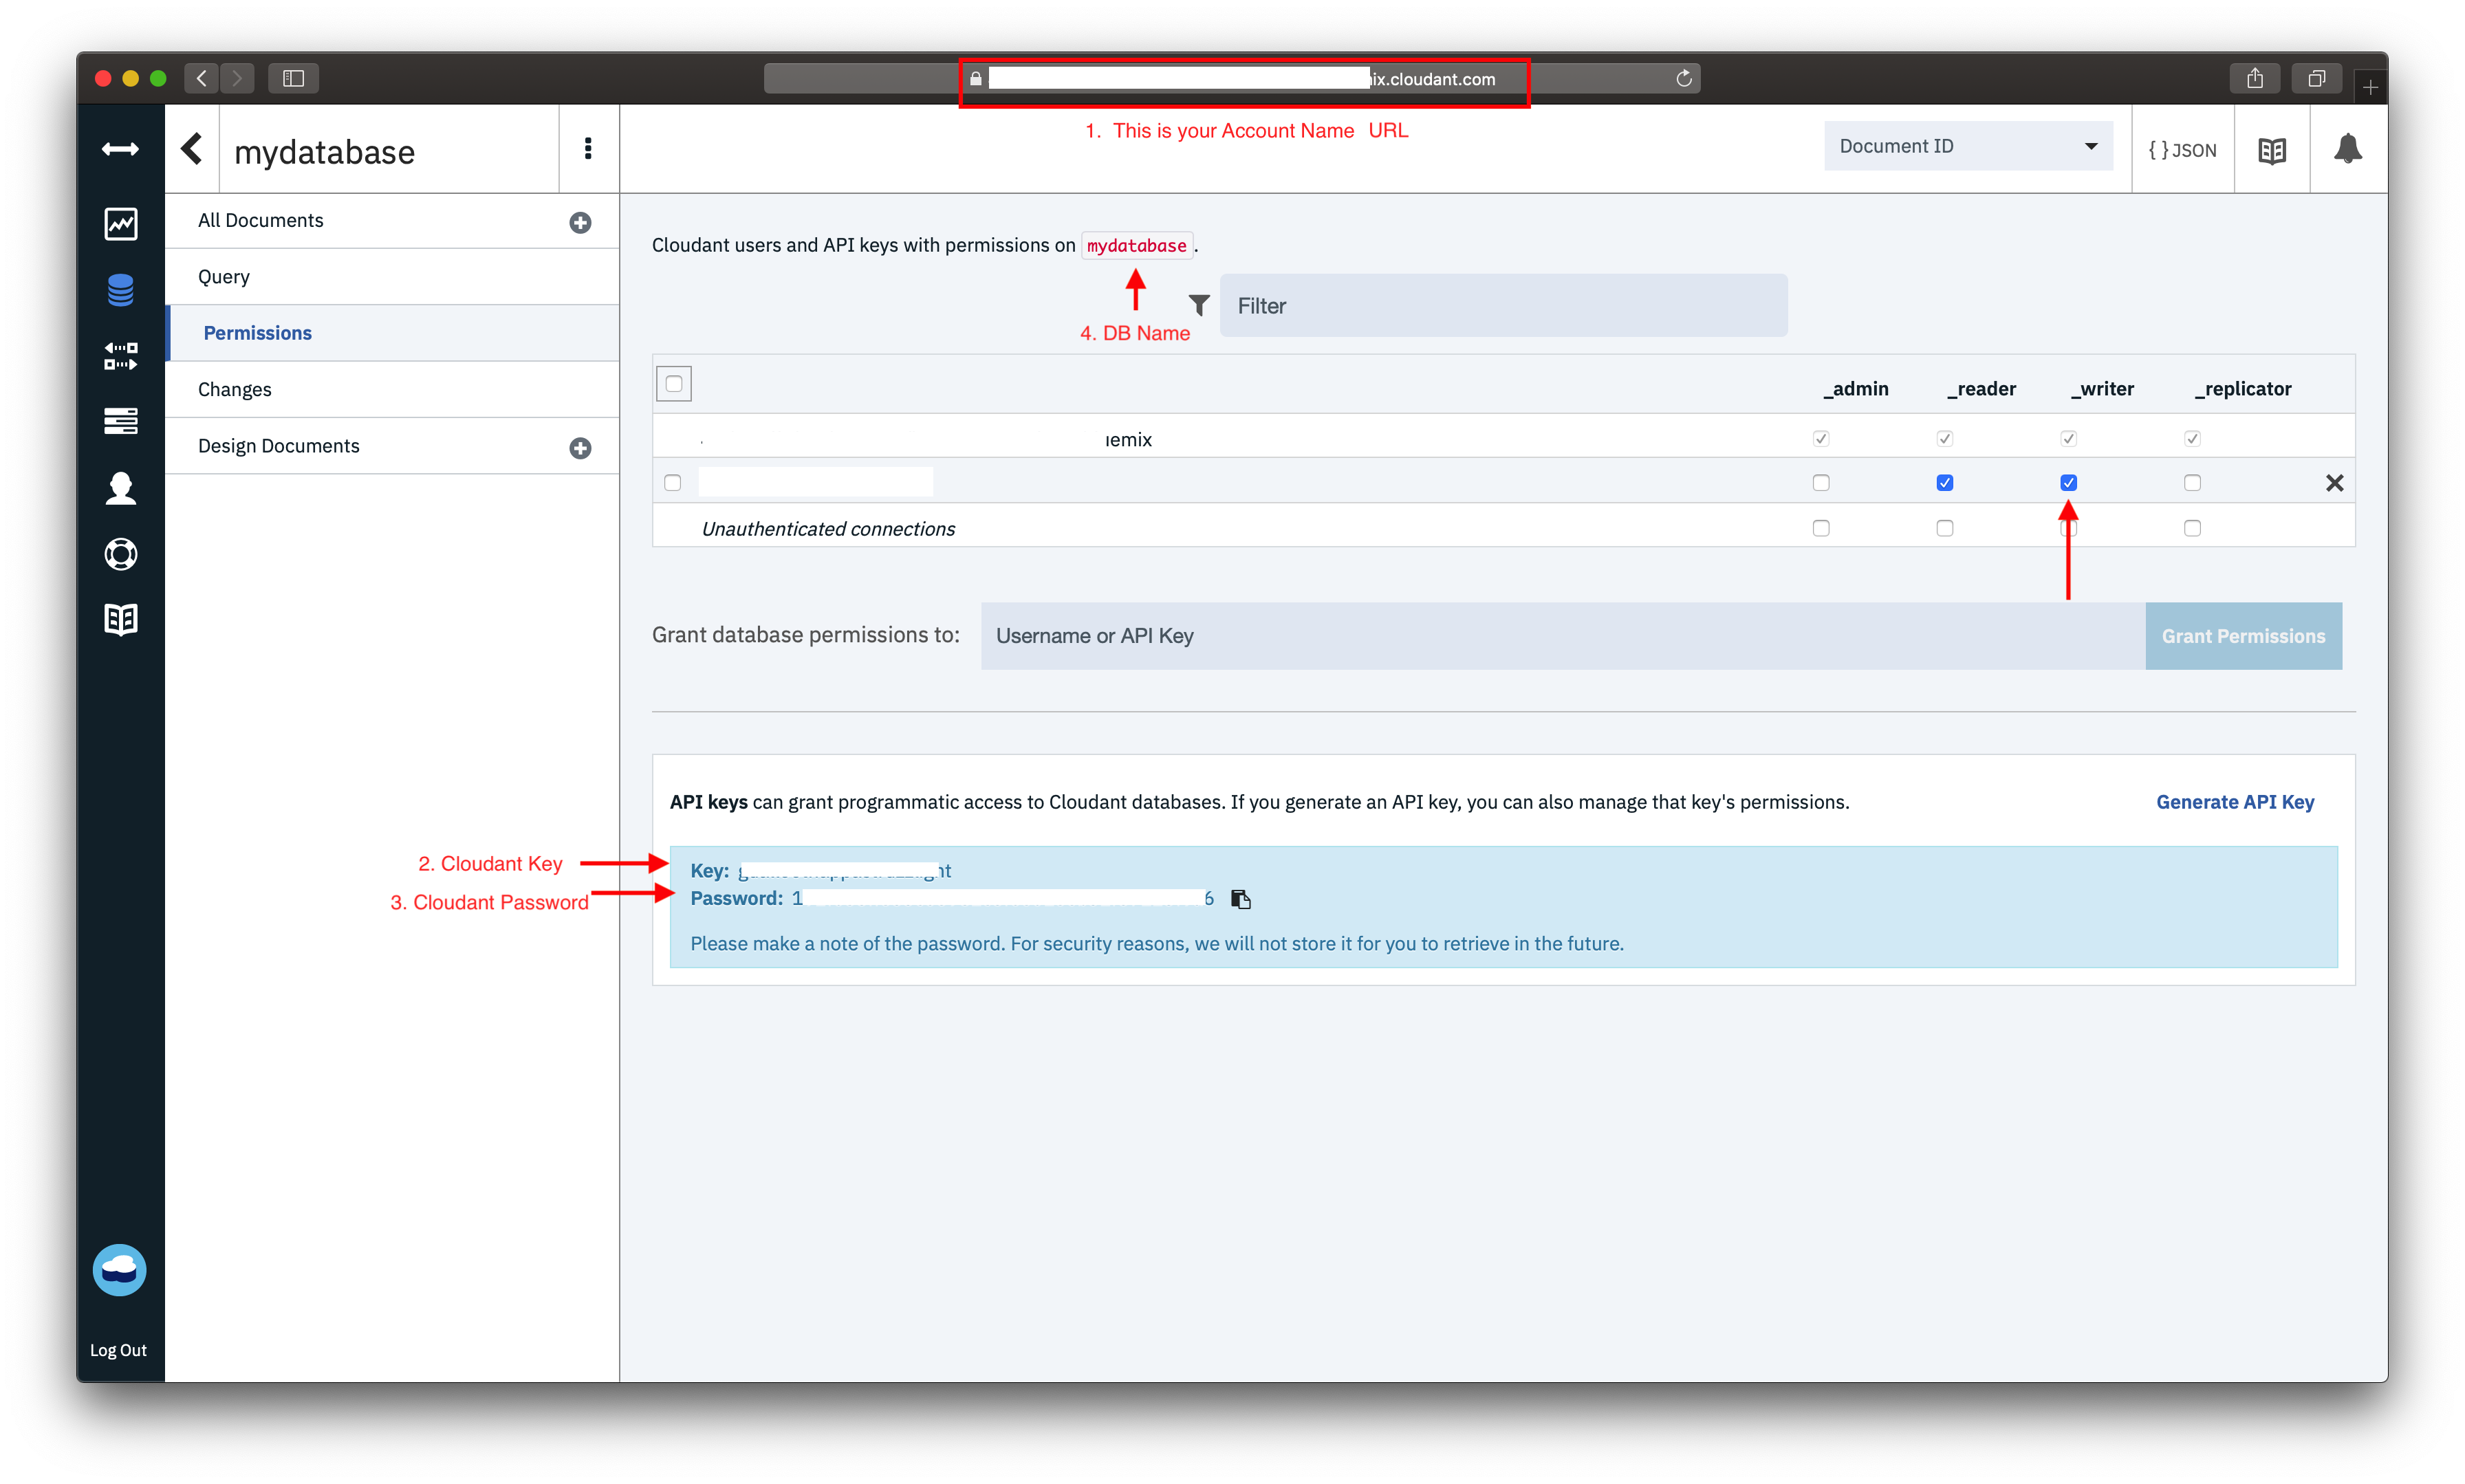 ix.cloudant.com
1. This is your Account Name URL
mydatabase
Document ID
{ } JSON
All Documents
Query
Permissions
Changes
Design Documents
Log Out
Cloudant users and API keys with permissions on mydatabase.
4. DB Name
Filter
_admin _reader _writer _replicator
emix
Unauthenticated connections
Grant database permissions to: Username or API Key Grant Permissions
API keys can grant programmatic access to Cloudant databases. If you generate an API key, you can also manage that key's permissions. Generate API Key
2. Cloudant Key
Key:
3. Cloudant Password
Password: 1 6
Please make a note of the password. For security reasons, we will not store it for you to retrieve in the future.